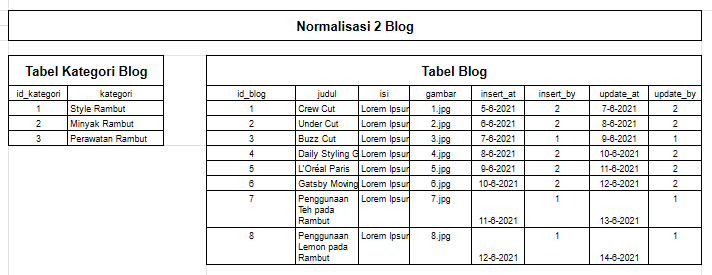 Normalisasi 2 Blog
Tabel Kategori Blog
id_kategori kategori
1 Style Rambut
2 Minyak Rambut
3 Perawatan Rambut
Tabel Blog
id_blog judul isi gambar insert_at insert_by update_at update_by
1 Crew Cut Lorem Ipsur 1.jpg 5-6-2021 2 7-6-2021 2
2 Under Cut Lorem Ipsur 2.jpg 6-6-2021 2 8-6-2021 2
3 Buzz Cut Lorem Ipsur 3.jpg 7-6-2021 1 9-6-2021 1
4 Daily Styling G Lorem Ipsur 4.jpg 8-6-2021 2 10-6-2021 2
5 L'Oréal Paris Lorem Ipsur 5.jpg 9-6-2021 2 11-6-2021 2
6 Gatsby Moving Lorem Ipsur 6.jpg 10-6-2021 2 12-6-2021 2
7 Penggunaan Lorem Ipsur 7.jpg 1 1
Teh pada
Rambut 11-6-2021 13-6-2021
8 Penggunaan Lorem Ipsur 8.jpg 1 1
Lemon pada
Rambut 12-6-2021 14-6-2021